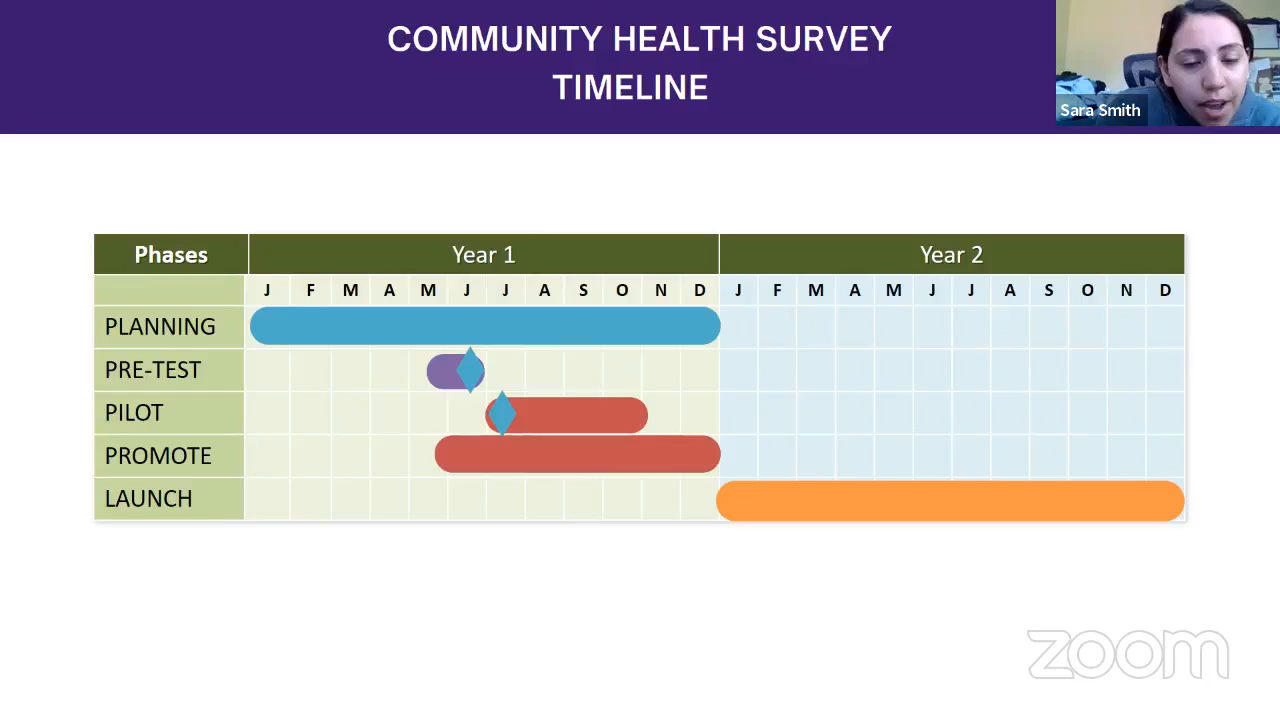 COMMUNITY HEALTH SURVEY
TIMELINE
Sara Smith
Phases Year 1 Year 2
J F M A M J J A S O N D J F M A M J J A S O N D
PLANNING
PRE-TEST
PILOT
PROMOTE
LAUNCH
zoom